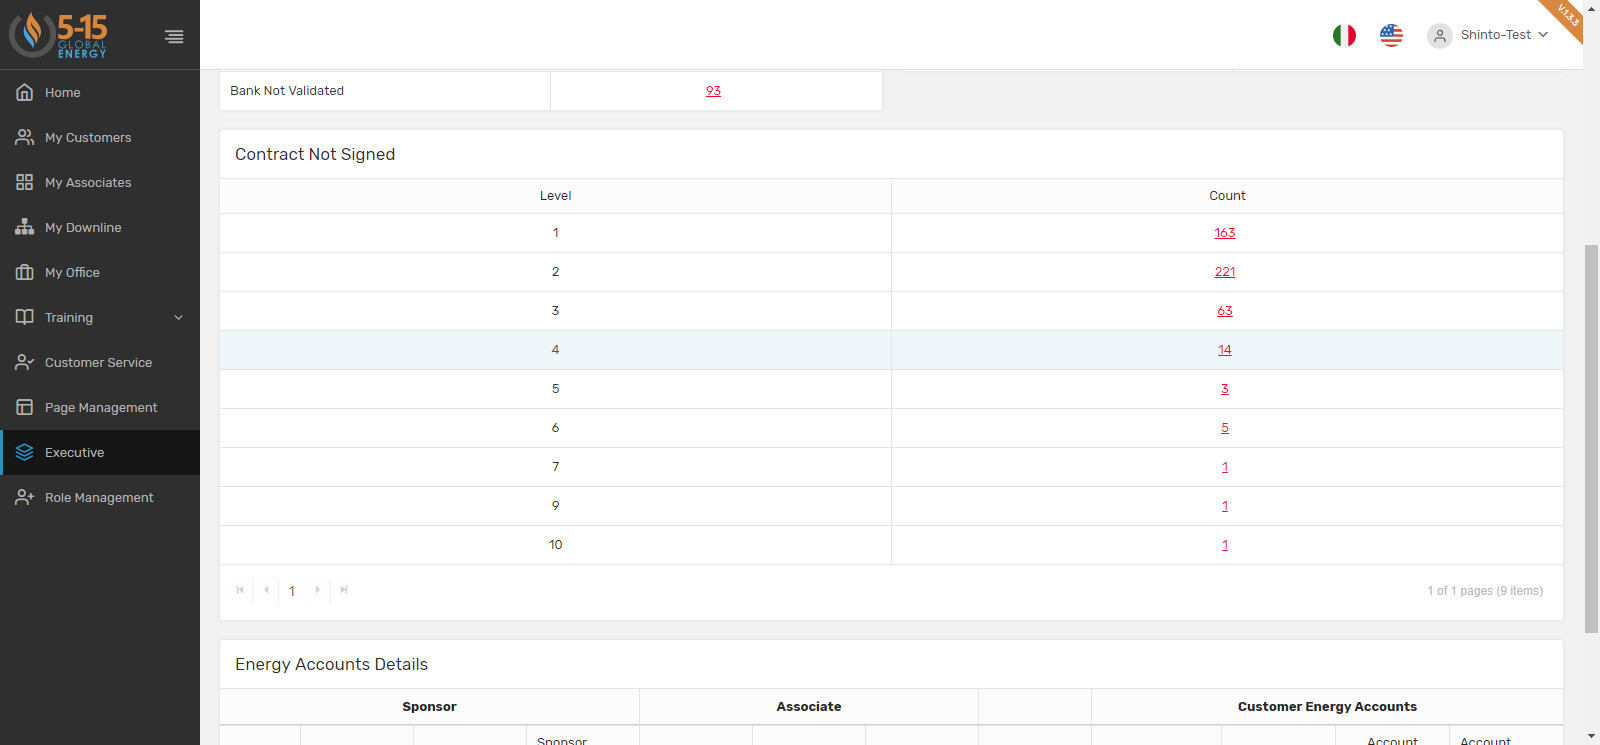 5-15
GLOBAL
ENERGY
Shinto-Test
V.1.3.3
Home
My Customers
My Associates
My Downline
My Office
Training
Customer Service
Page Management
Executive
Role Management
Bank Not Validated 93
Contract Not Signed
Level Count
1 163
2 221
3 63
4 14
5 3
6 5
7 1
9 1
10 1
1
1 of 1 pages (9 items)
Energy Accounts Details
Sponsor Associate Customer Energy Accounts
Sponsor Account Account